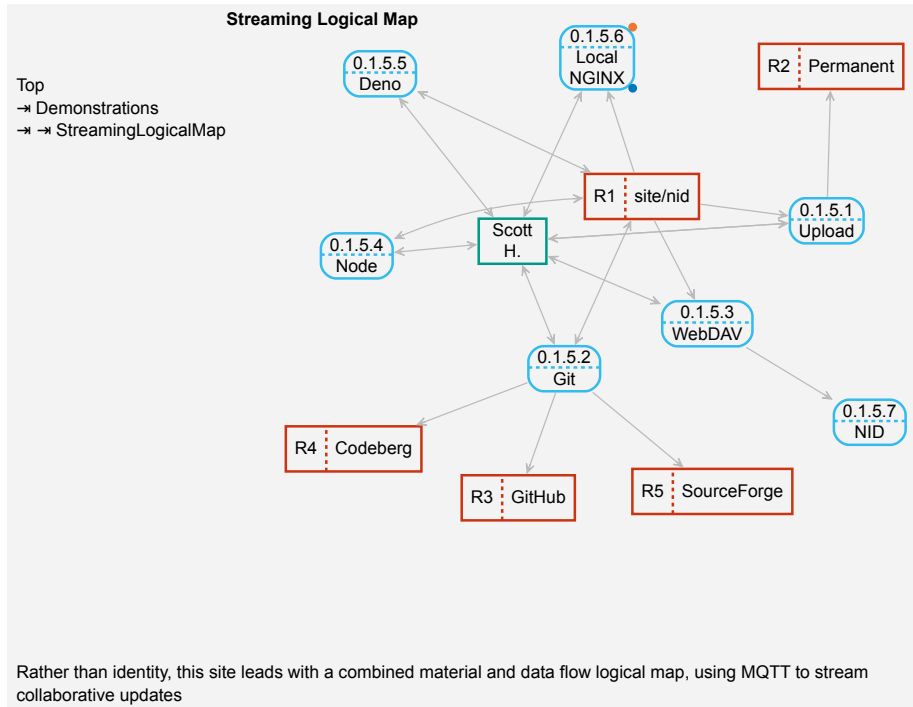 Streaming Logical Map
Top
⇥ Demonstrations
⇥ ⇥ StreamingLogicalMap
0.1.5.5
Deno
0.1.5.6
Local
NGINX
R2 Permanent
R1 site/nid
0.1.5.1
Upload
Scott
H.
0.1.5.4
Node
0.1.5.3
WebDAV
0.1.5.2
Git
0.1.5.7
NID
R4 Codeberg
R3 GitHub
R5 SourceForge
Rather than identity, this site leads with a combined material and data flow logical map, using MQTT to stream
collaborative updates